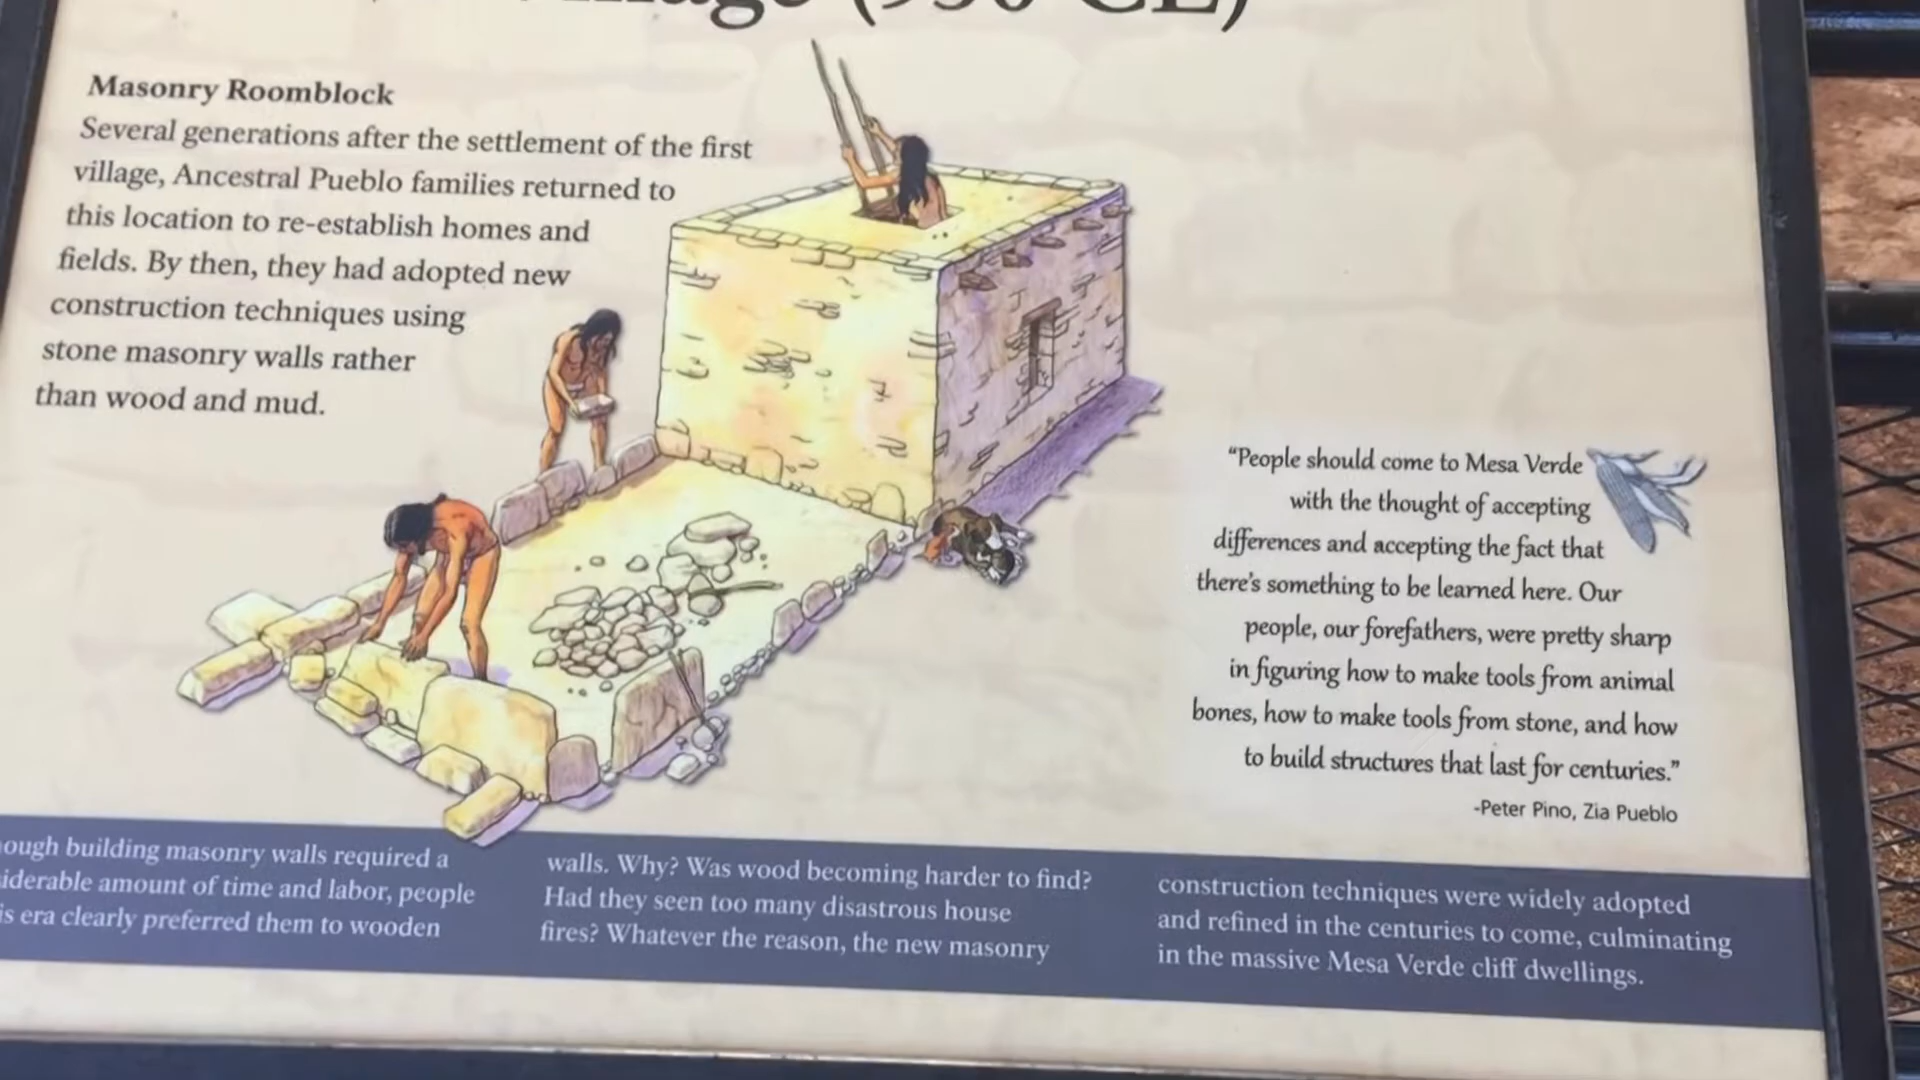 Village (950 CE)
Masonry Roomblock
Several generations after the settlement of the first
village, Ancestral Pueblo families returned to
this location to re-establish homes and
fields. By then, they had adopted new
construction techniques using
stone masonry walls rather
than wood and mud.
“People should come to Mesa Verde
with the thought of accepting
differences and accepting the fact that
there's something to be learned here. Our
people, our forefathers, were pretty sharp
in figuring how to make tools from animal
bones, how to make tools from stone, and how
to build structures that last for centuries.”
-Peter Pino, Zia Pueblo
building masonry walls required a
amount of time and labor, people
era clearly preferred them to wooden
walls. Why? Was wood becoming harder to find?
Had they seen too many disastrous house
fires? Whatever the reason, the new masonry
construction techniques were widely adopted
and refined in the centuries to come, culminating
in the massive Mesa Verde cliff dwellings.